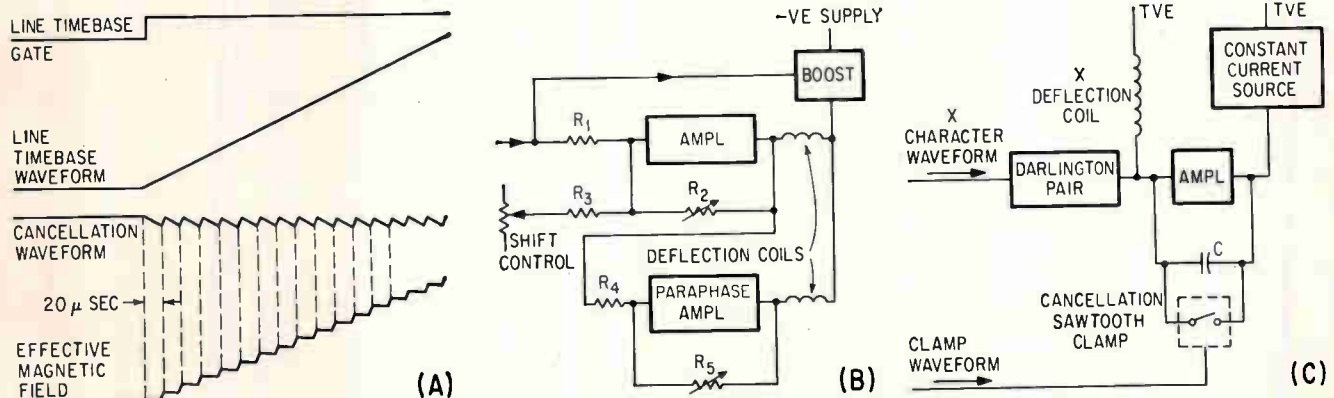 LINE TIMEBASE
GATE
LINE
TIMEBASE
WAVEFORM
CANCELLATION
WAVEFORM
20 μ SEC
EFFECTIVE
MAGNETIC
FIELD
(A)
-VE SUPPLY
BOOST
R1
AMPL
R3
R2
SHIFT
CONTROL
DEFLECTION COILS
R4
PARAPHASE
AMPL
R5
(B)
TVE
TVE
CONSTANT
CURRENT
SOURCE
X
DEFLECTION
COIL
X
CHARACTER
WAVEFORM
DARLINGTON
PAIR
AMPL
C
CANCELLATION
SAWTOOTH
CLAMP
CLAMP
WAVEFORM
(C)